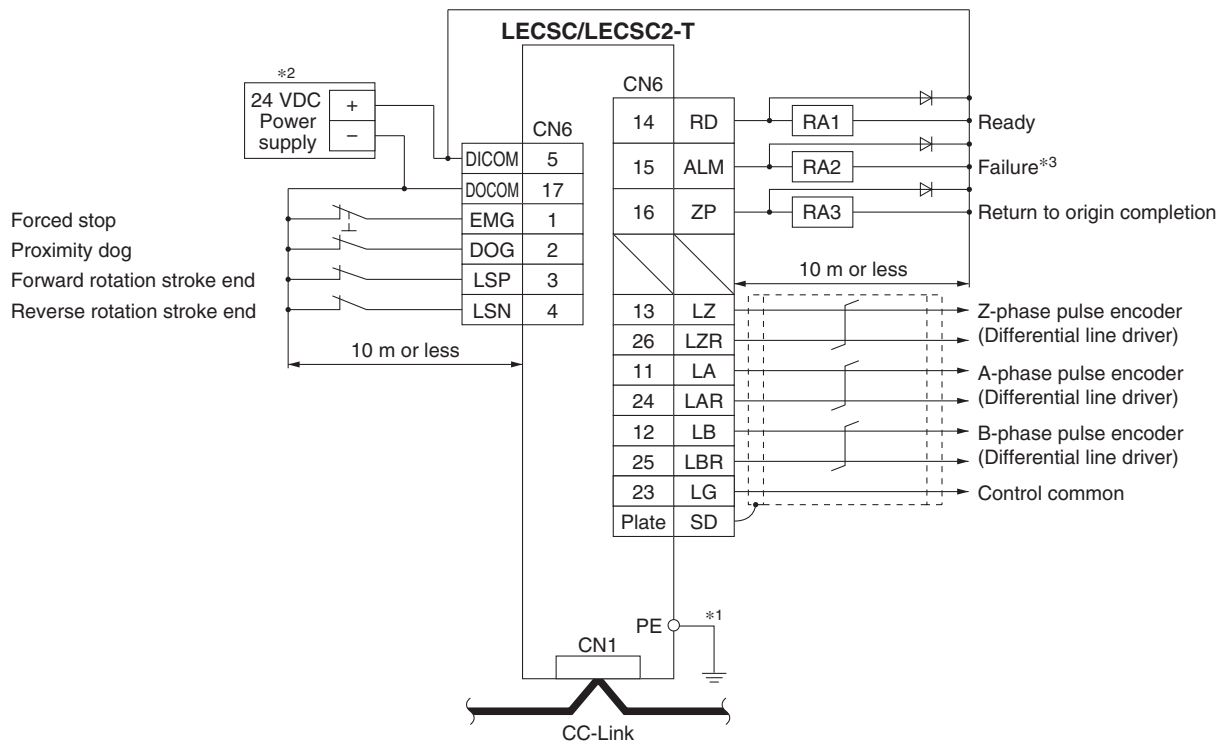 LECSC/LECSC2-T
*2
24 VDC
Power
supply
+
−
CN6
DICOM 5
DOCOM 17
EMG 1
DOG 2
LSP 3
LSN 4
Forced stop
Proximity dog
Forward rotation stroke end
Reverse rotation stroke end
10 m or less
CN6
14 RD RA1 Ready
15 ALM RA2 Failure*3
16 ZP RA3 Return to origin completion
10 m or less
13 LZ Z-phase pulse encoder
26 LZR (Differential line driver)
11 LA A-phase pulse encoder
24 LAR (Differential line driver)
12 LB B-phase pulse encoder
25 LBR (Differential line driver)
23 LG Control common
Plate SD
PE *1
CN1
CC-Link